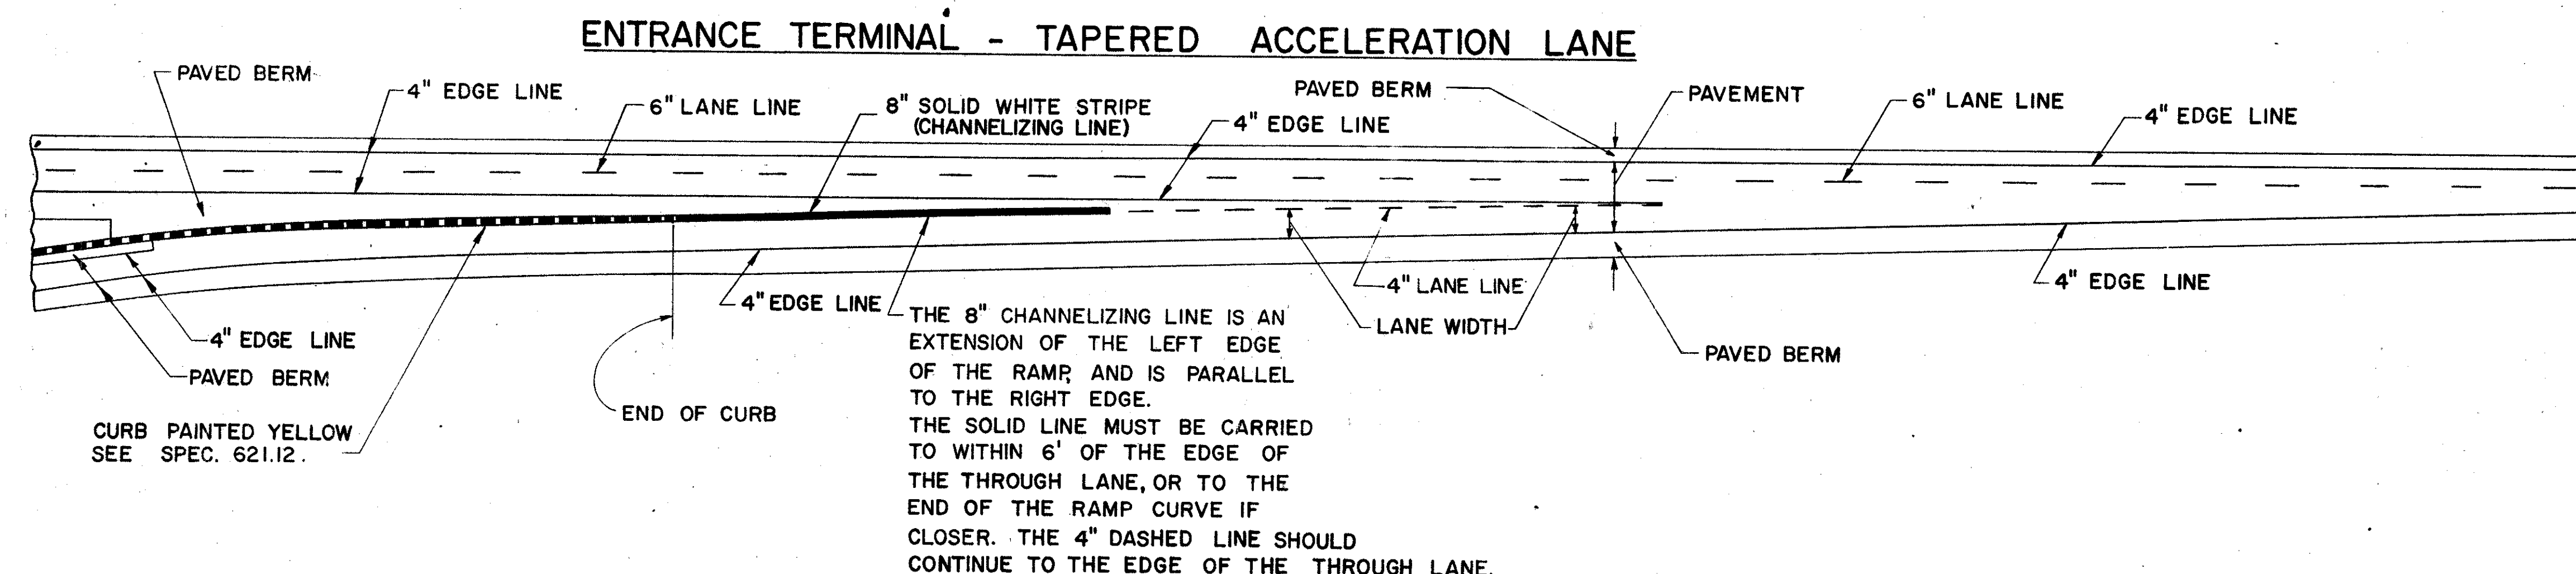 ENTRANCE TERMINAL - TAPERED ACCELERATION LANE
PAVED BERM
4" EDGE LINE
6" LANE LINE
8" SOLID WHITE STRIPE
(CHANNELIZING LINE)
4" EDGE LINE
PAVED BERM
PAVEMENT
6" LANE LINE
4" EDGE LINE
4" EDGE LINE
PAVED BERM
CURB PAINTED YELLOW
SEE SPEC. 621.12.
END OF CURB
4" EDGE LINE
THE 8" CHANNELIZING LINE IS AN
EXTENSION OF THE LEFT EDGE
OF THE RAMP, AND IS PARALLEL
TO THE RIGHT EDGE.
THE SOLID LINE MUST BE CARRIED
TO WITHIN 6' OF THE EDGE OF
THE THROUGH LANE, OR TO THE
END OF THE RAMP CURVE IF
CLOSER. THE 4" DASHED LINE SHOULD
CONTINUE TO THE EDGE OF THE THROUGH LANE.
4" LANE LINE
LANE WIDTH
PAVED BERM
4" EDGE LINE